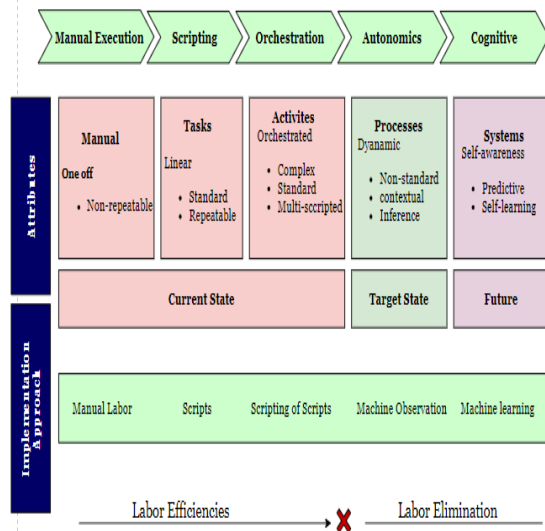 Manual Execution
Scripting
Orchestration
Autonomics
Cognitive
Attributes
Manual
One off
• Non-repeatable
Tasks
Linear
• Standard
• Repeatable
Activites
Orchestrated
• Complex
• Standard
• Multi-sccripted
Processes
Dyanamic
• Non-standard
• contextual
• Inference
Systems
Self-awareness
• Predictive
• Self-learning
Current State
Target State
Future
Implementation
Approach
Manual Labor
Scripts
Scripting of Scripts
Machine Observation
Machine learning
Labor Efficiencies
Labor Elimination